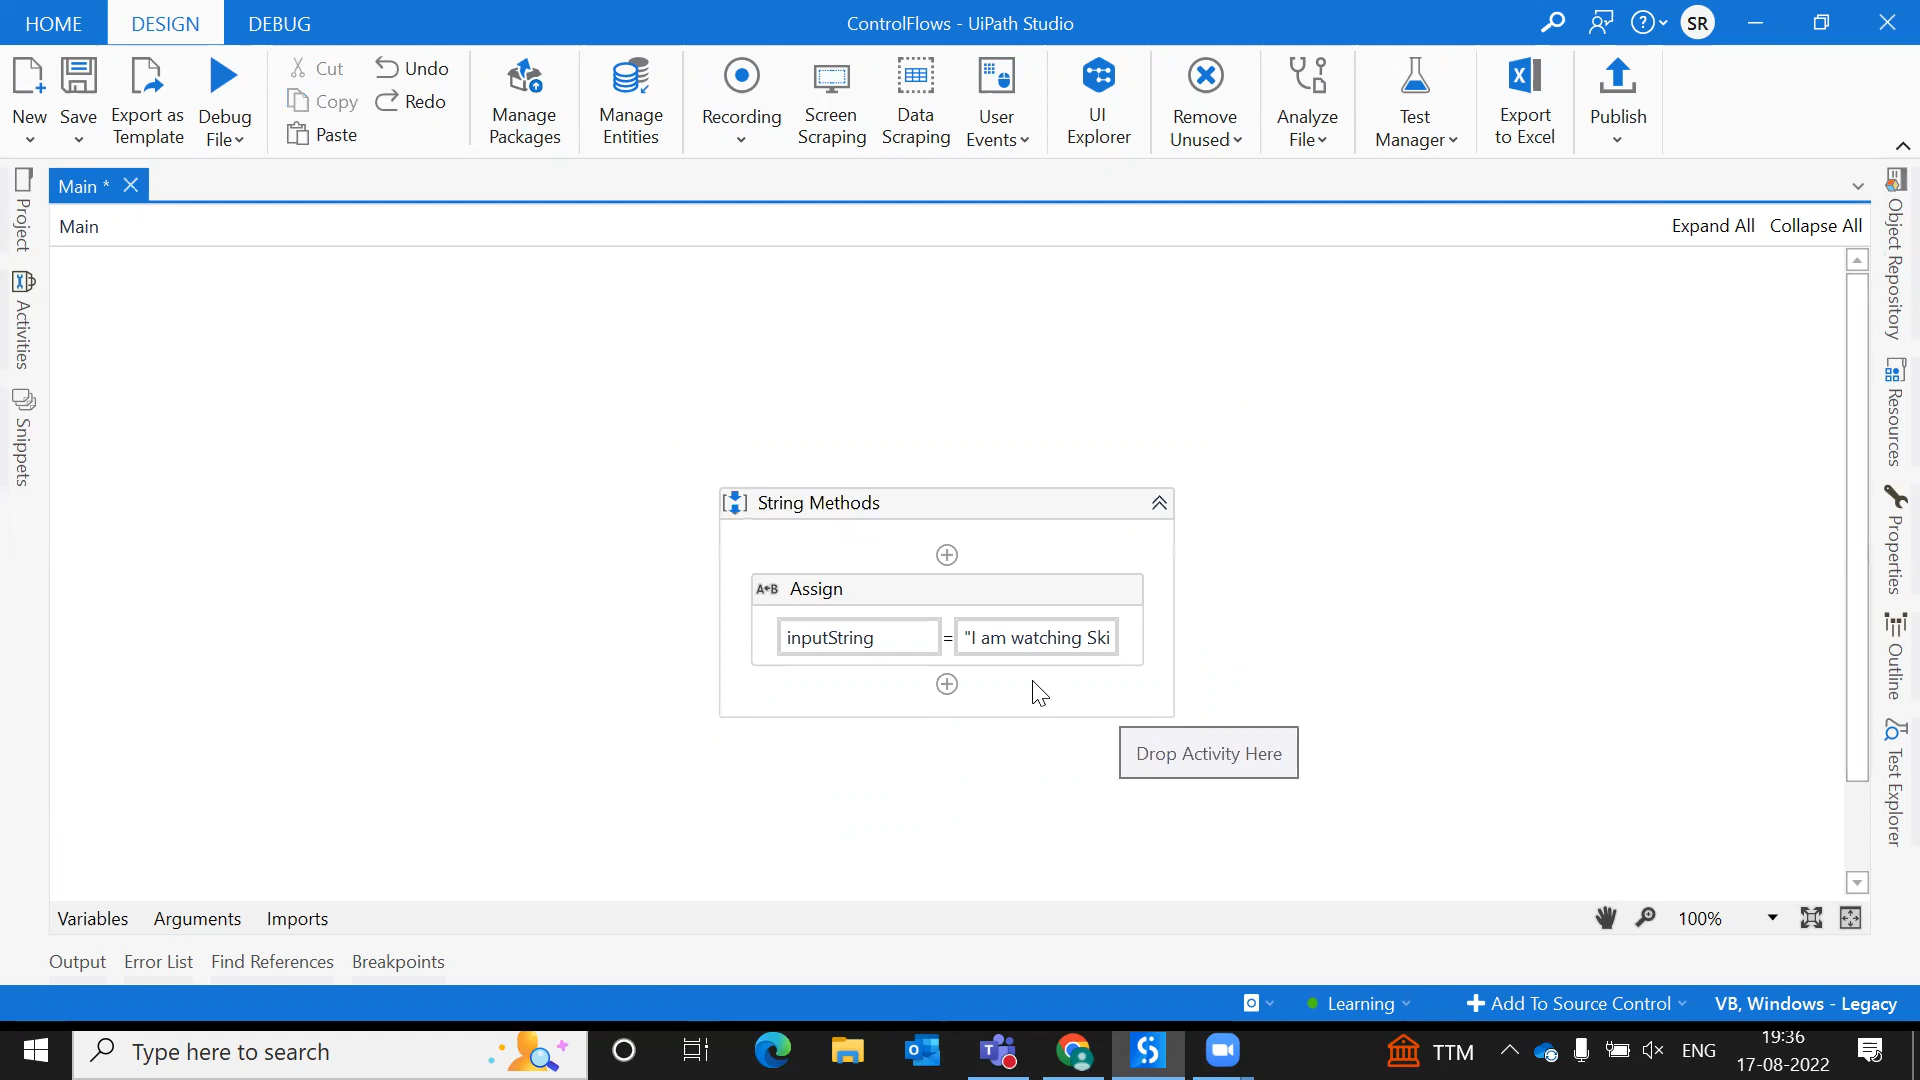 HOME DESIGN DEBUG ControlFlows - UiPath Studio SR
New Save Export as Template Debug File Cut Copy Paste Undo Redo Manage Packages Manage Entities Recording Screen Scraping Data Scraping User Events UI Explorer Remove Unused Analyze File Test Manager Export to Excel Publish
Main *
Main Expand All Collapse All
Project
Activities
Snippets
String Methods
A+B Assign
inputString = "I am watching Ski
Drop Activity Here
Object Repository
Resources
Properties
Outline
Test Explorer
Variables Arguments Imports 100%
Output Error List Find References Breakpoints
Learning Add To Source Control VB, Windows - Legacy
Type here to search TTM ENG 19:36
17-08-2022